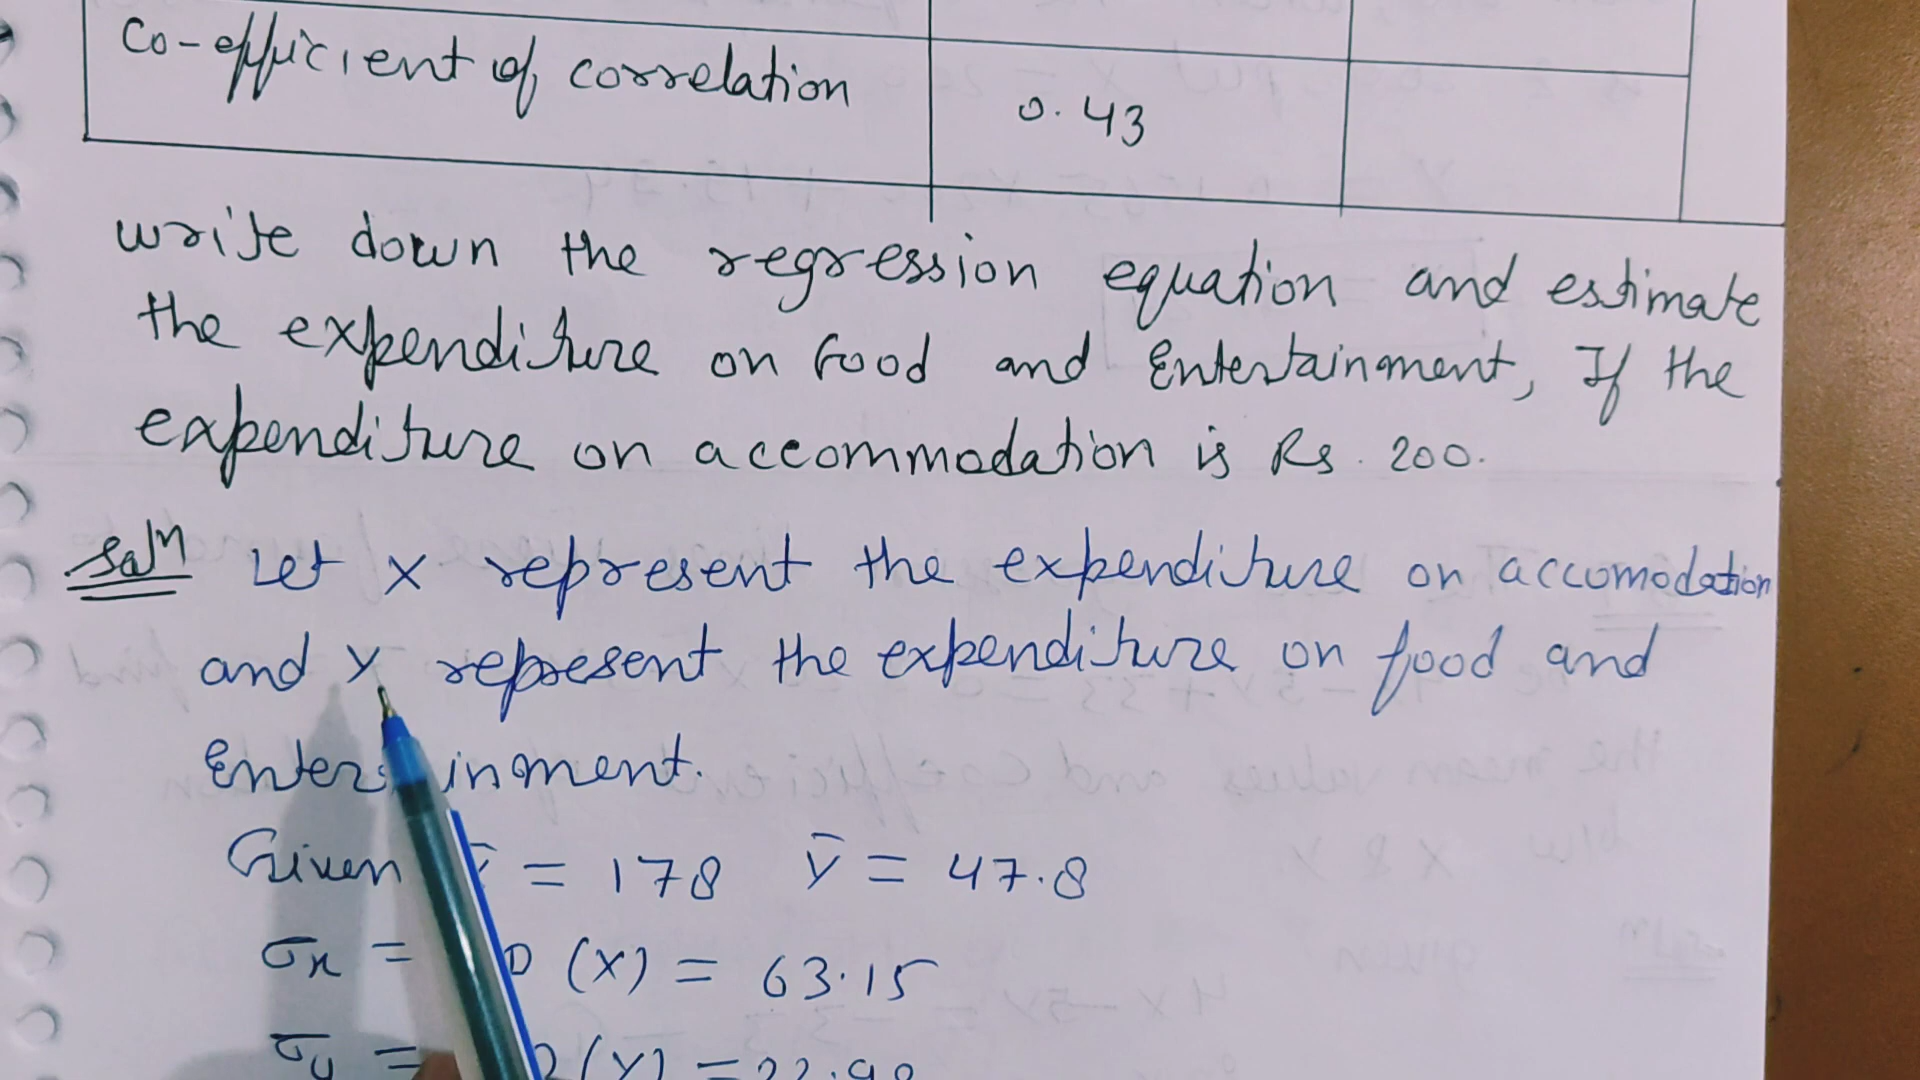 Co-efficient of correlation
0.43
write down the regression equation and estimate
the expenditure on food and Entertainment, If the
expenditure on accommodation is Rs. 200.
Soln Let X represent the expenditure on accomodation
and Y represent the expenditure on food and
Given = 178 Ȳ = 47.8
σx = (X) = 63.15
σy = (Y) =